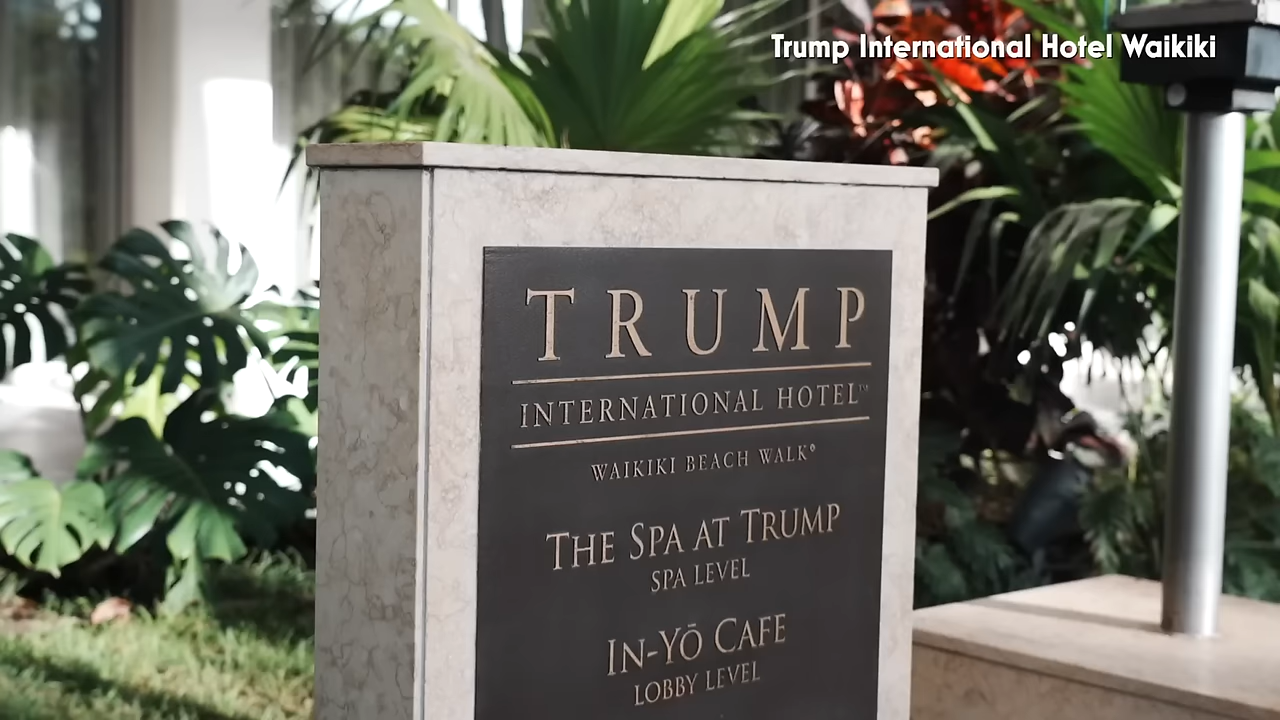 Trump International Hotel Waikiki
TRUMP
INTERNATIONAL HOTEL™
WAIKIKI BEACH WALK®
THE SPA AT TRUMP
SPA LEVEL
IN-YŌ CAFE
LOBBY LEVEL